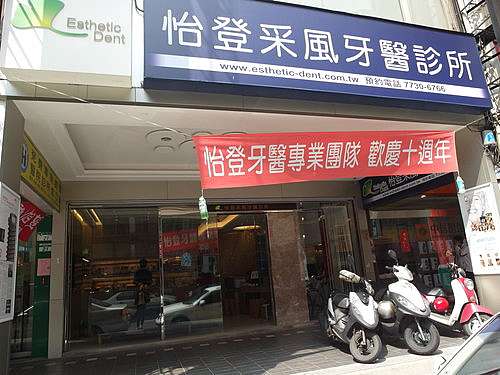 Esthetic
Dent
怡登采風牙醫診所
www.esthetic-dent.com.tw 預約電話 7730-6766
怡登牙醫專業團隊 歡慶十週年